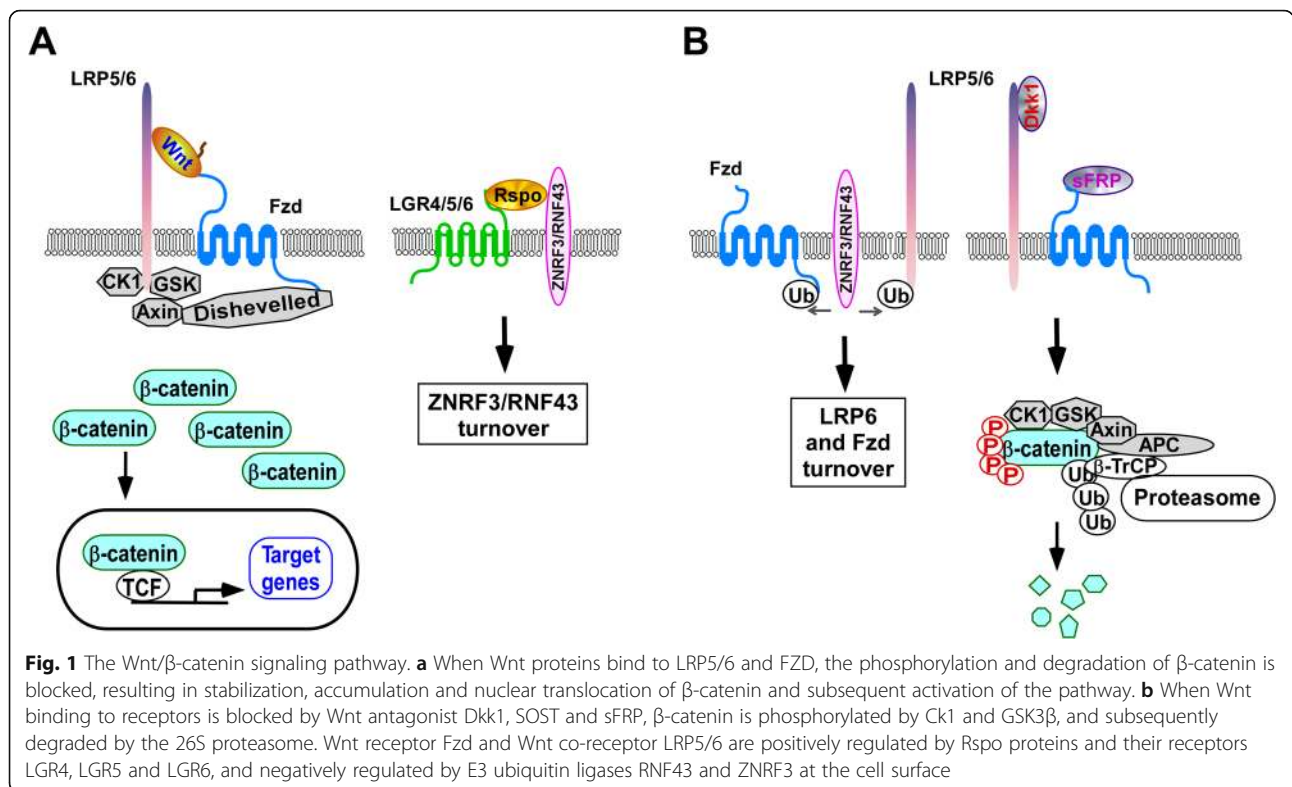 A
LRP5/6
Wnt
Fzd
CK1
GSK
Axin
Dishevelled
β-catenin
β-catenin
β-catenin
β-catenin
β-catenin
TCF
Target
genes
LGR4/5/6
Rspo
ZNRF3/RNF43
ZNRF3/RNF43
turnover
B
LRP5/6
Dkk1
Fzd
sFRP
ZNRF3/RNF43
Ub
Ub
LRP6
and Fzd
turnover
CK1
GSK
Axin
APC
P
P
P
P
β-catenin
β-TrCP
Ub
Ub
Ub
Proteasome
Fig. 1 The Wnt/β-catenin signaling pathway. a When Wnt proteins bind to LRP5/6 and FZD, the phosphorylation and degradation of β-catenin is
blocked, resulting in stabilization, accumulation and nuclear translocation of β-catenin and subsequent activation of the pathway. b When Wnt
binding to receptors is blocked by Wnt antagonist Dkk1, SOST and sFRP, β-catenin is phosphorylated by Ck1 and GSK3β, and subsequently
degraded by the 26S proteasome. Wnt receptor Fzd and Wnt co-receptor LRP5/6 are positively regulated by Rspo proteins and their receptors
LGR4, LGR5 and LGR6, and negatively regulated by E3 ubiquitin ligases RNF43 and ZNRF3 at the cell surface